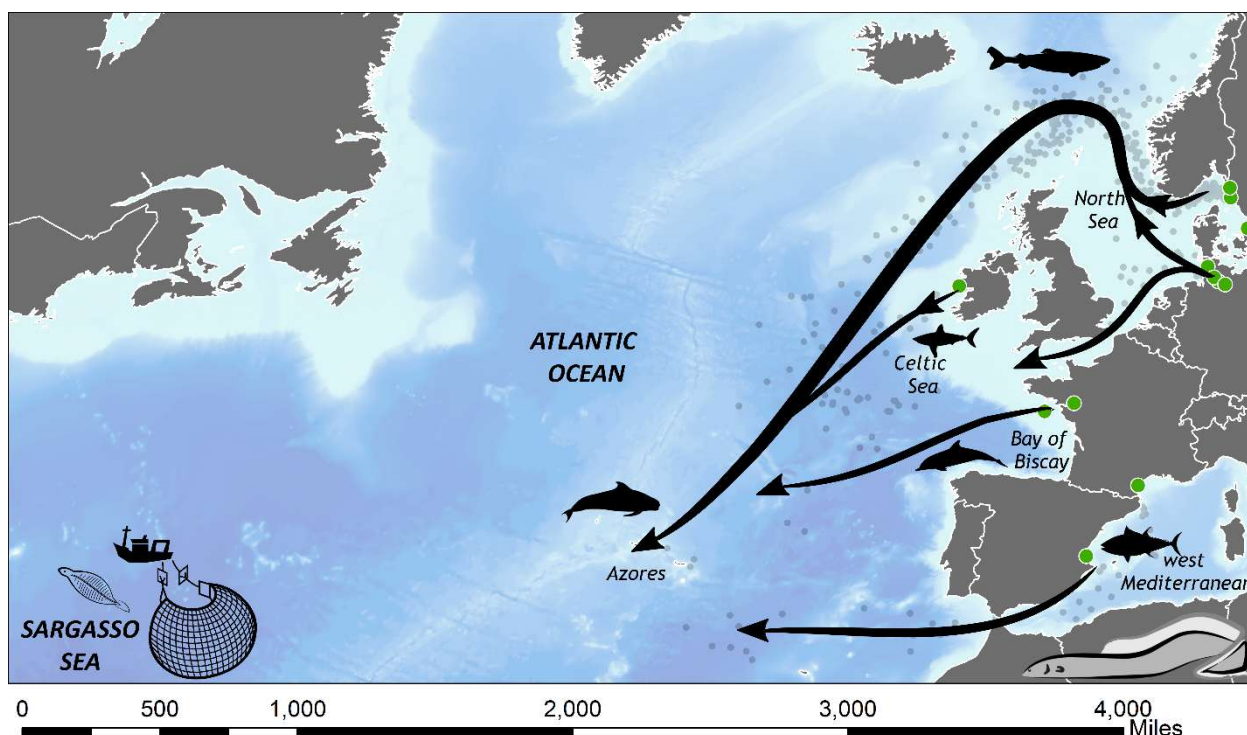 North
Sea
ATLANTIC
OCEAN
Celtic
Sea
Bay of
Biscay
Azores
west
Mediterranean
SARGASSO
SEA
0 500 1,000 2,000 3,000 4,000
Miles